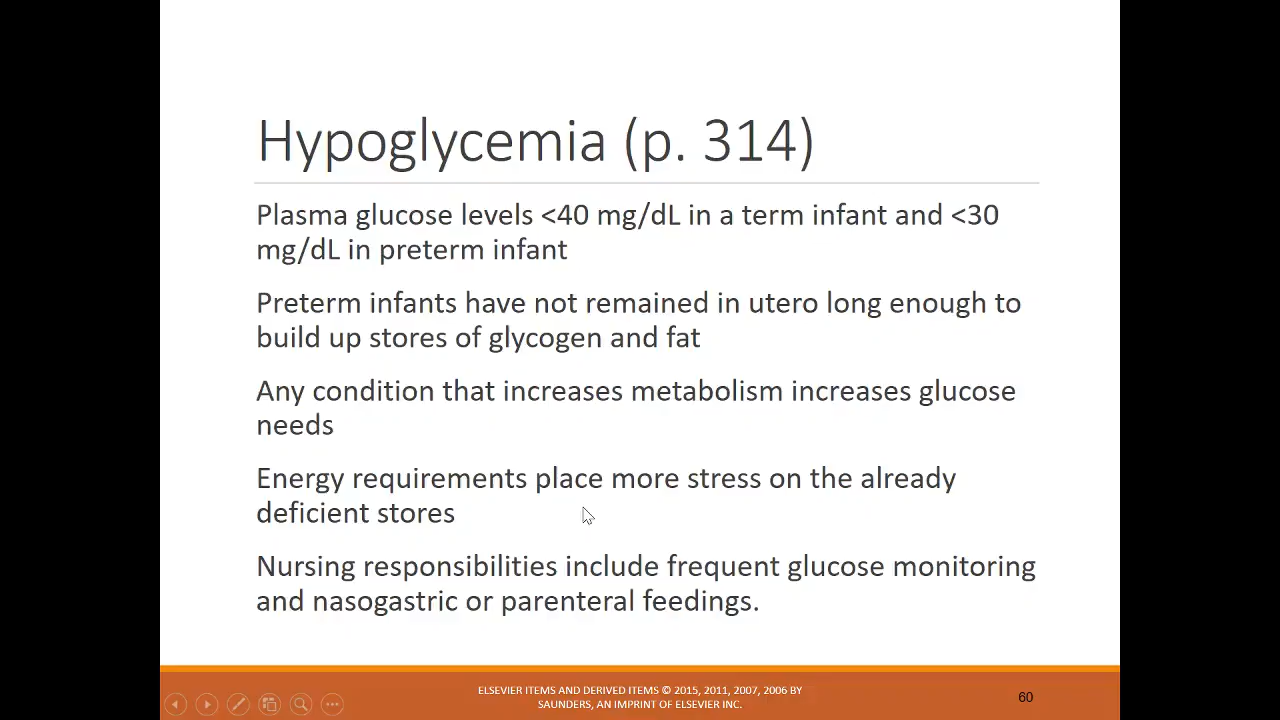 Hypoglycemia (p. 314)
Plasma glucose levels <40 mg/dL in a term infant and <30
mg/dL in preterm infant
Preterm infants have not remained in utero long enough to
build up stores of glycogen and fat
Any condition that increases metabolism increases glucose
needs
Energy requirements place more stress on the already
deficient stores
Nursing responsibilities include frequent glucose monitoring
and nasogastric or parenteral feedings.
ELSEVIER ITEMS AND DERIVED ITEMS © 2015, 2011, 2007, 2006 BY
SAUNDERS, AN IMPRINT OF ELSEVIER INC.
60